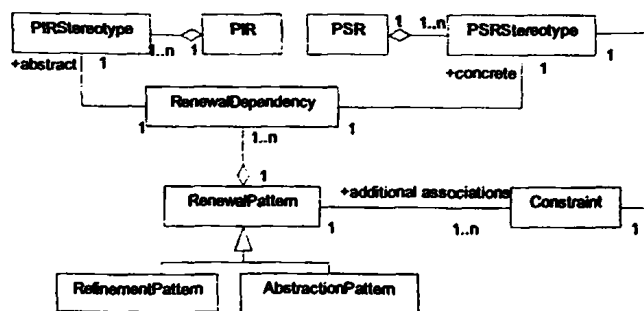 PIRStereotype
PIR
PSR
PSRStereotype
1..n
1
1
1..n
+abstract
1
+concrete
1
1
RenewalDependency
1
1..n
1
1
RenewalPattern
+additional associations
Constraint
1
1..n
1
RefinementPattern
AbstractionPattern